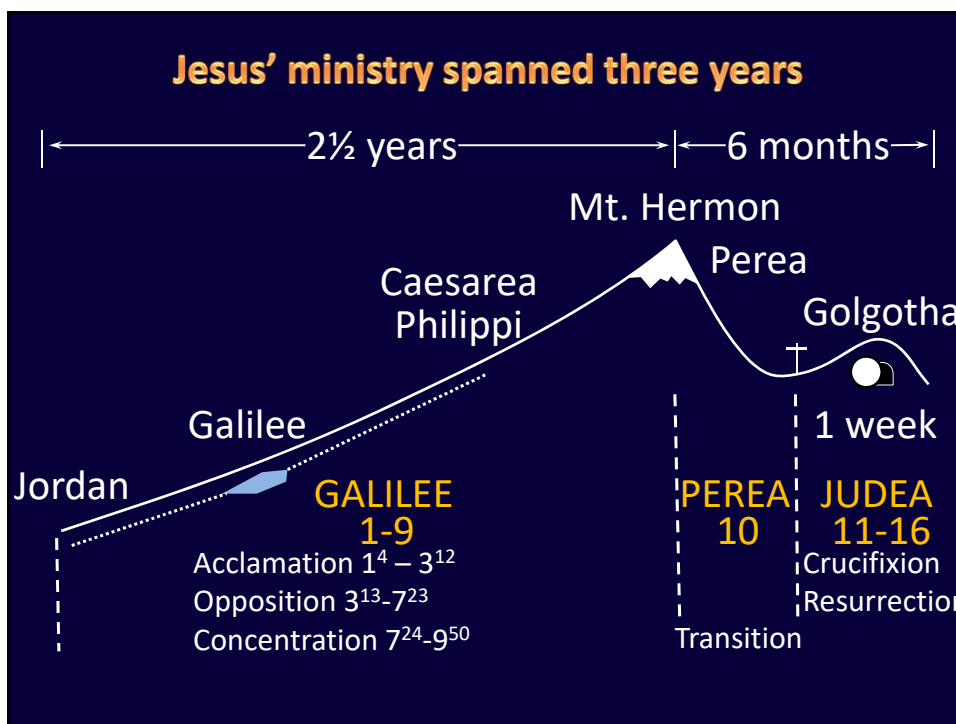 Jesus’ ministry spanned three years
2½ years
6 months
Mt. Hermon
Perea
Caesarea
Philippi
Golgotha
Galilee
1 week
Jordan
GALILEE
1-9
PEREA
10
JUDEA
11-16
Acclamation 1⁴ – 3¹²
Opposition 3¹³-7²³
Concentration 7²⁴-9⁵⁰
Transition
Crucifixion
Resurrection